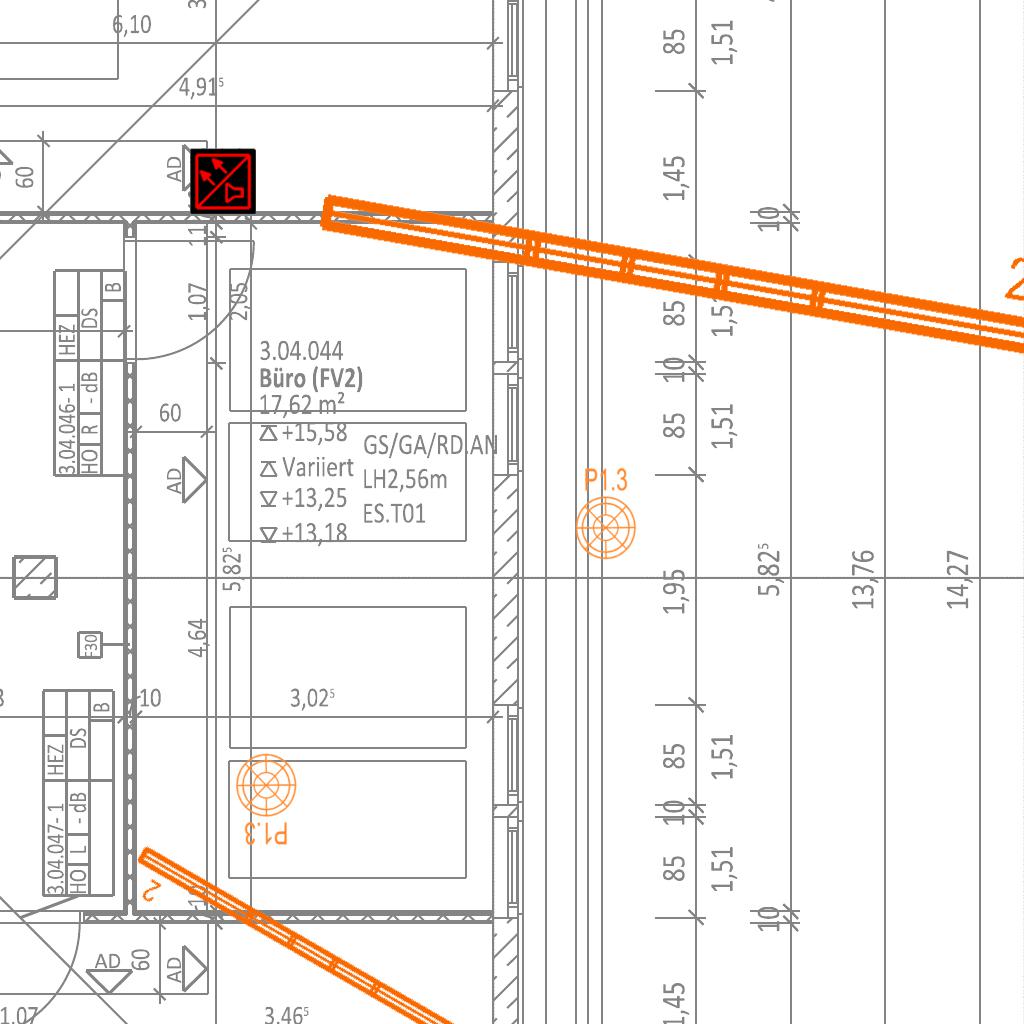 6,10
85
1,51
4,91⁵
60
AD
1,45
10
2
1,07
2,05
B
DS
HEZ
85
10
3.04.044
Büro (FV2)
17,62 m²
+15,58
Variiert
+13,25
+13,18
GS/GA/RD.AN
LH2,56m
ES.T01
3.04.046-1
HO R - dB
60
AD
85
1,51
P1.3
5,82⁵
1,95
5,82⁵
13,76
14,27
F30
4,64
10
3,02⁵
B
DS
HEZ
85
1,51
10
3.04.047-1
HO L - dB
P1.3
85
1,51
2
10
AD
60
AD
1.07
3.46⁵
1,45